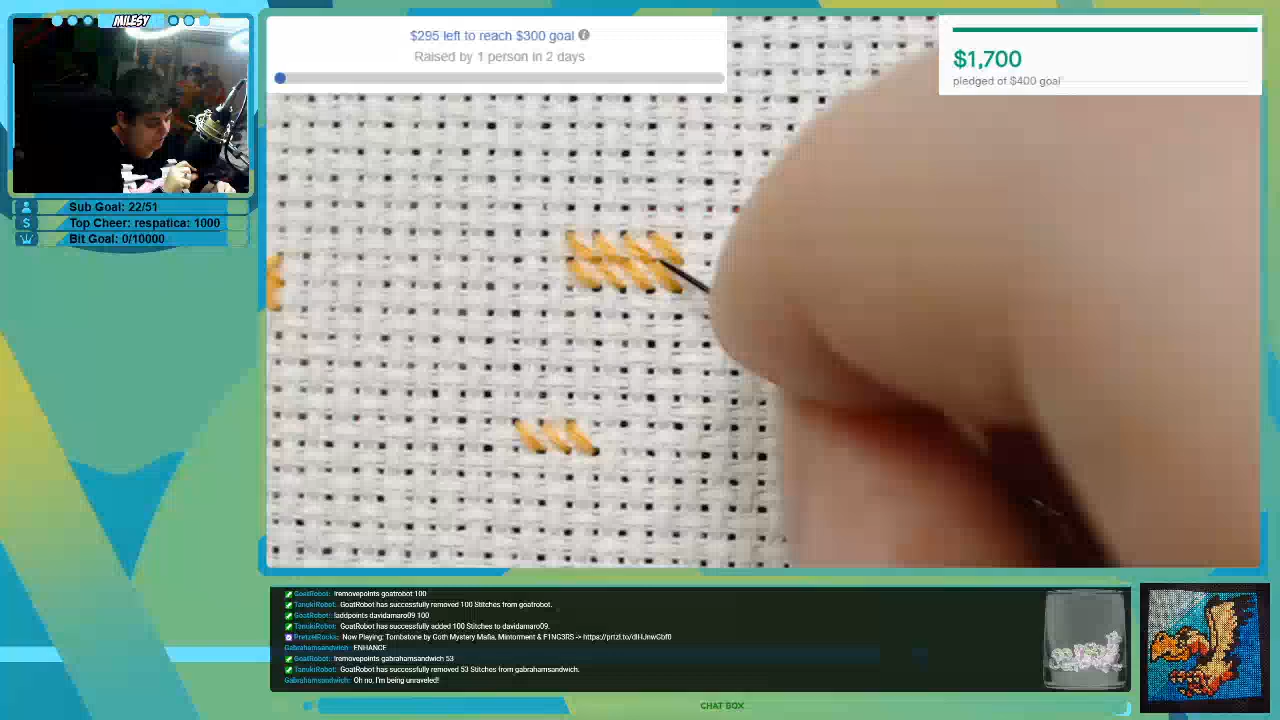 MILESY
$295 left to reach $300 goal
Raised by 1 person in 2 days
$1,700
pledged of $400 goal
Sub Goal: 22/51
Top Cheer: respatica: 1000
Bit Goal: 0/10000
GoatRobot: !removepoints goatrobot 100
TanukiRobot: GoatRobot has successfully removed 100 Stitches from goatrobot.
GoatRobot: !addpoints davidamaro09 100
TanukiRobot: GoatRobot has successfully added 100 Stitches to davidamaro09.
PretzelRocks: Now Playing: Tombstone by Goth Mystery Mafia, Mintorment & F1NG3RS ->
Gabrahamsandwich: ENHANCE
GoatRobot: !removepoints gabrahamsandwich 53
TanukiRobot: GoatRobot has successfully removed 53 Stitches from gabrahamsandwich.
Gabrahamsandwich: Oh no, I'm being unraveled!
CHAT BOX